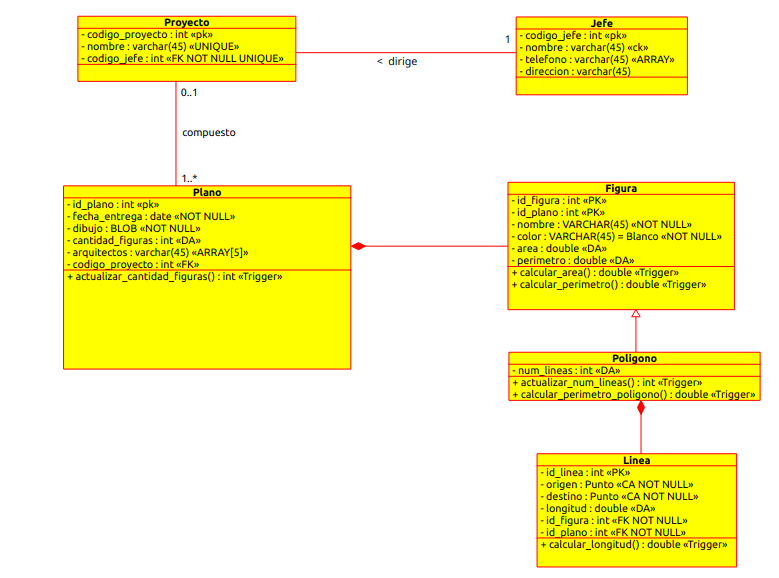 Proyecto
- codigo_proyecto : int «pk»
- nombre : varchar(45) «UNIQUE»
- codigo_jefe : int «FK NOT NULL UNIQUE»
Jefe
- codigo_jefe : int «pk»
- nombre : varchar(45) «ck»
- telefono : varchar(45) «ARRAY»
- direccion : varchar(45)
1
< dirige
0..1
compuesto
1..*
Plano
- id_plano : int «pk»
- fecha_entrega : date «NOT NULL»
- dibujo : BLOB «NOT NULL»
- cantidad_figuras : int «DA»
- arquitectos : varchar(45) «ARRAY[5]»
- codigo_proyecto : int «FK»
+ actualizar_cantidad_figuras() : int «Trigger»
Figura
- id_figura : int «PK»
- id_plano : int «PK»
- nombre : VARCHAR(45) «NOT NULL»
- color : VARCHAR(45) = Blanco «NOT NULL»
- area : double «DA»
- perimetro : double «DA»
+ calcular_area() : double «Trigger»
+ calcular_perimetro() : double «Trigger»
Poligono
- num_lineas : int «DA»
+ actualizar_num_lineas() : int «Trigger»
+ calcular_perimetro_poligono() : double «Trigger»
Linea
- id_linea : int «PK»
- origen : Punto «CA NOT NULL»
- destino : Punto «CA NOT NULL»
- longitud : double «DA»
- id_figura : int «FK NOT NULL»
- id_plano : int «FK NOT NULL»
+ calcular_longitud() : double «Trigger»